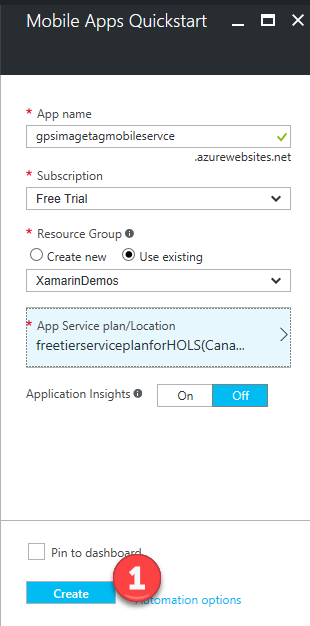 Mobile Apps Quickstart
* App name
gpsimagetagmobileservce
.azurewebsites.net
* Subscription
Free Trial
* Resource Group
Create new Use existing
XamarinDemos
* App Service plan/Location
freetierserviceplanforHOLS(Cana...
Application Insights On Off
Pin to dashboard
Create 1
Automation options